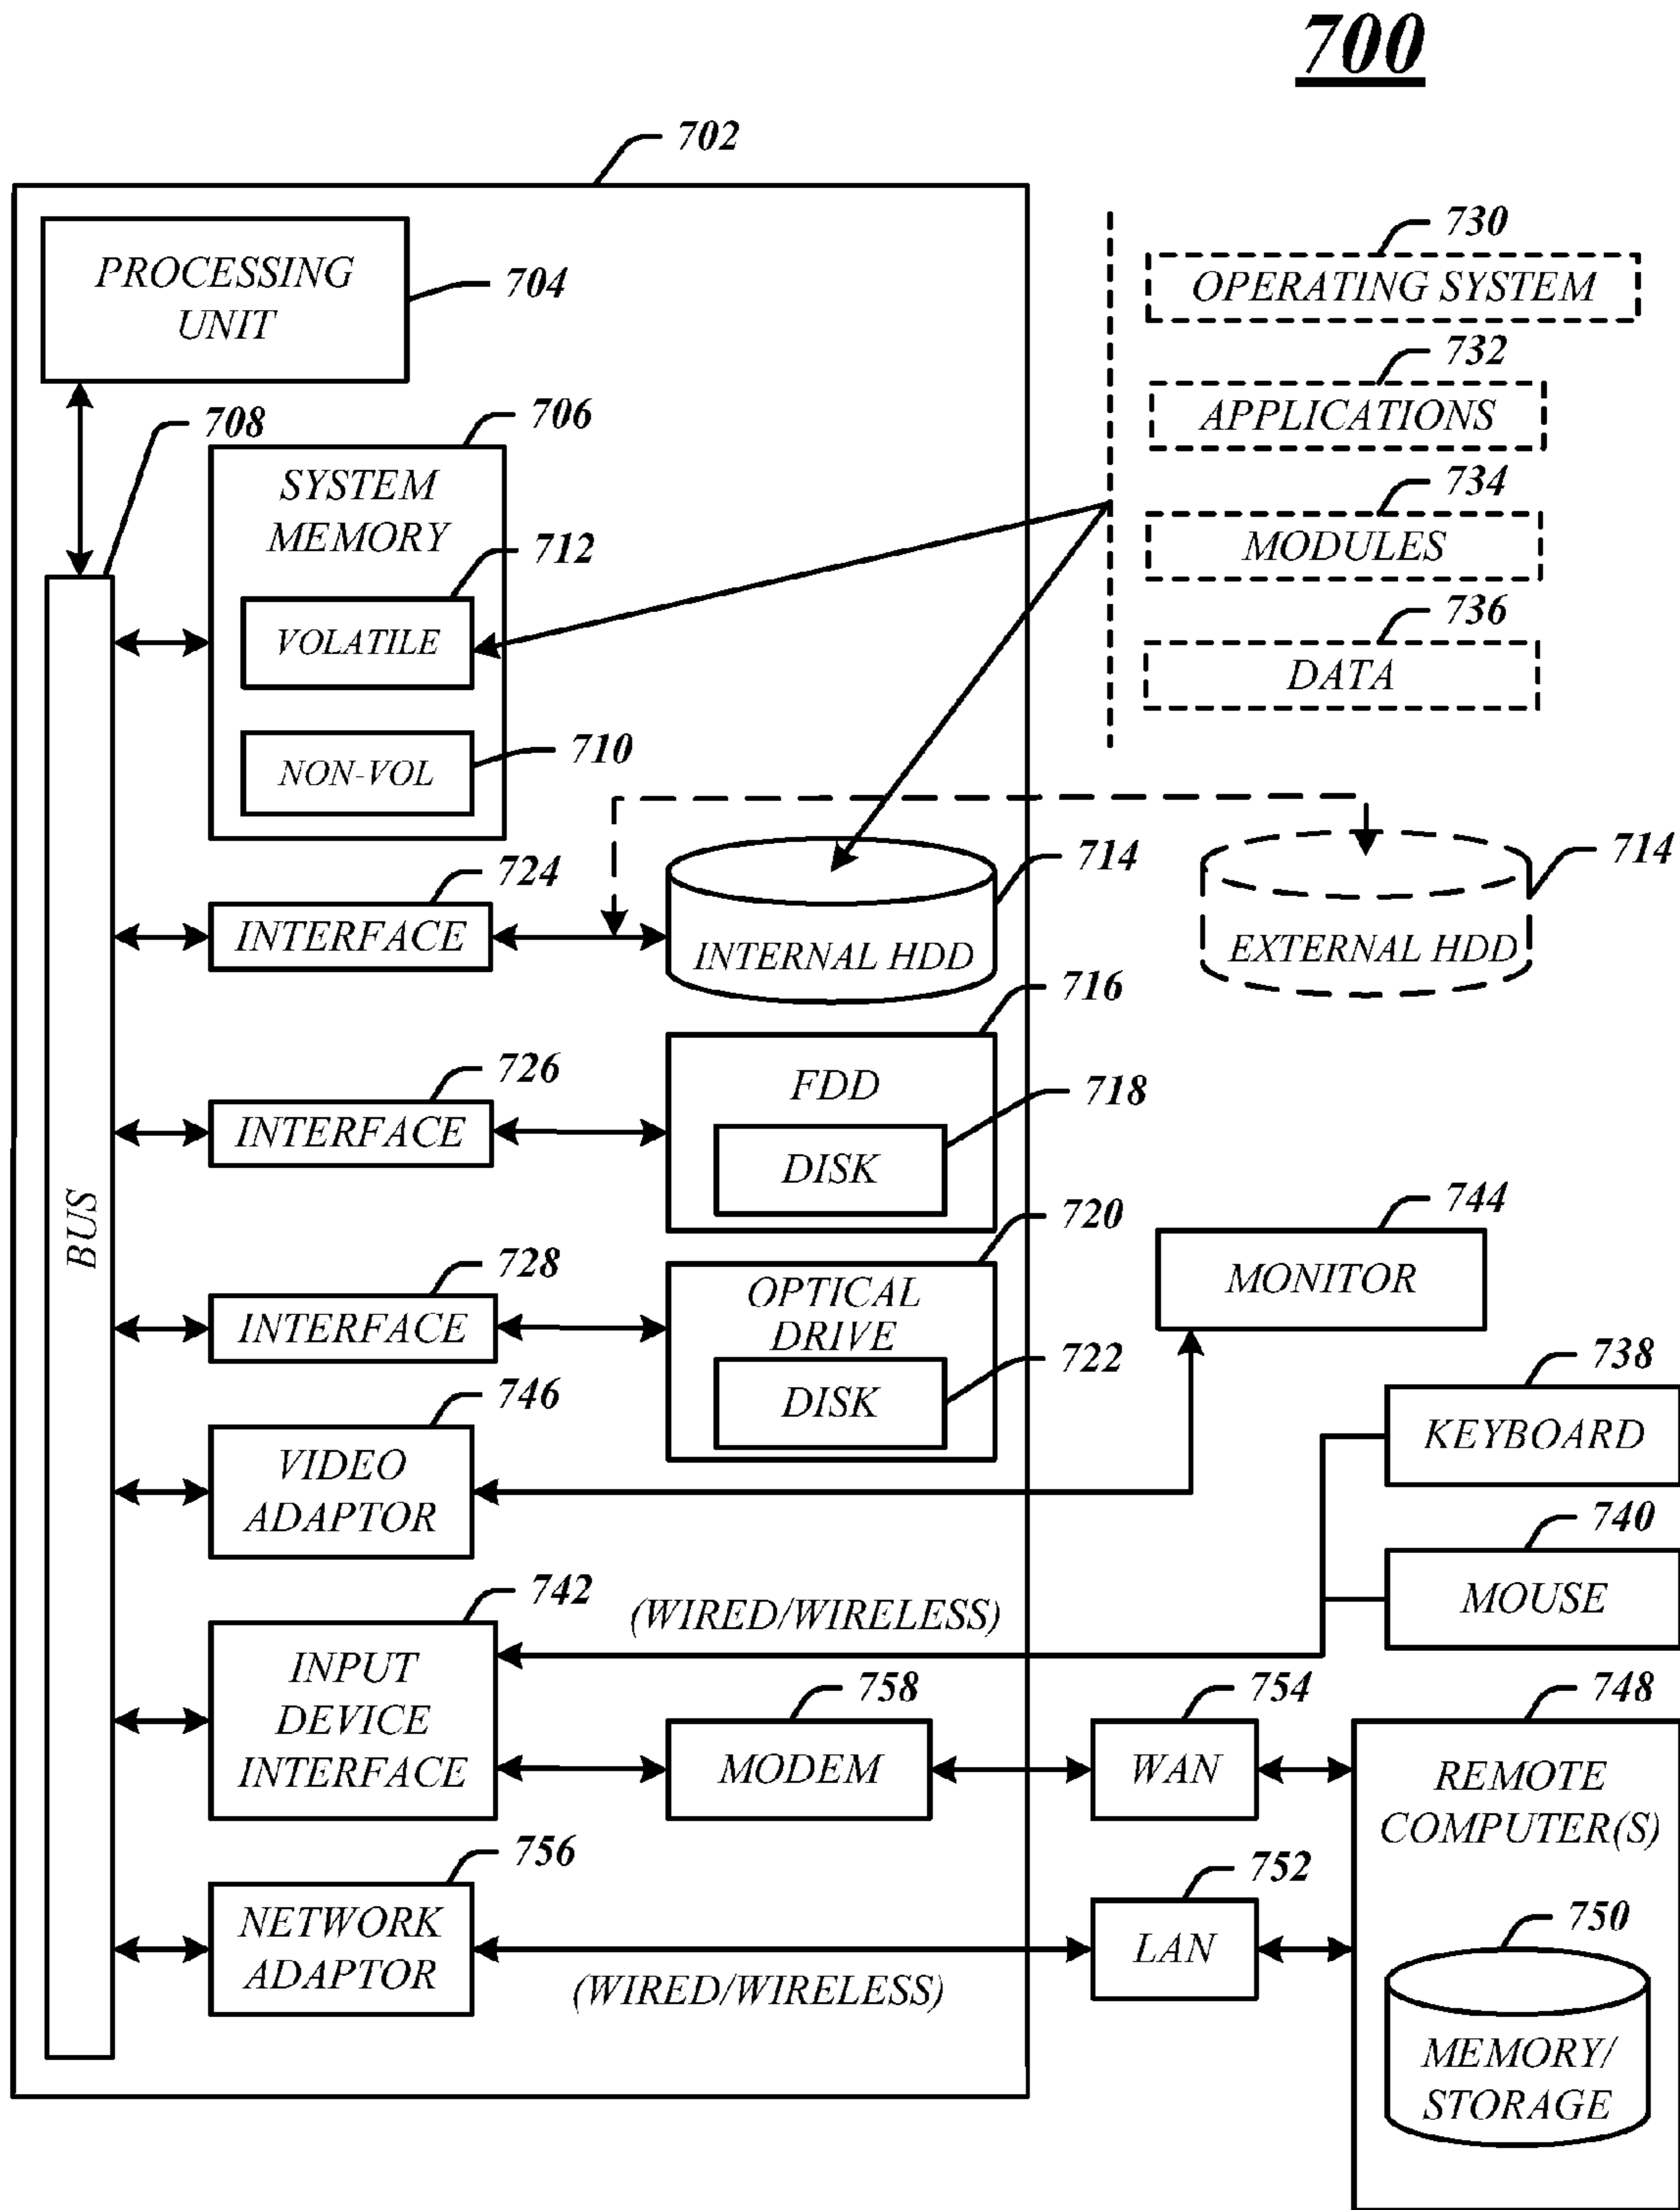 700
702
PROCESSING
UNIT
704
708
706
SYSTEM
MEMORY
712
VOLATILE
710
NON-VOL
730
OPERATING SYSTEM
732
APPLICATIONS
734
MODULES
736
DATA
BUS
724
INTERFACE
714
INTERNAL HDD
714
EXTERNAL HDD
726
INTERFACE
716
FDD
718
DISK
728
INTERFACE
720
OPTICAL
DRIVE
722
DISK
744
MONITOR
746
VIDEO
ADAPTOR
738
KEYBOARD
740
MOUSE
742
INPUT
DEVICE
INTERFACE
(WIRED/WIRELESS)
758
MODEM
754
WAN
748
REMOTE
COMPUTER(S)
756
NETWORK
ADAPTOR
(WIRED/WIRELESS)
752
LAN
750
MEMORY/
STORAGE